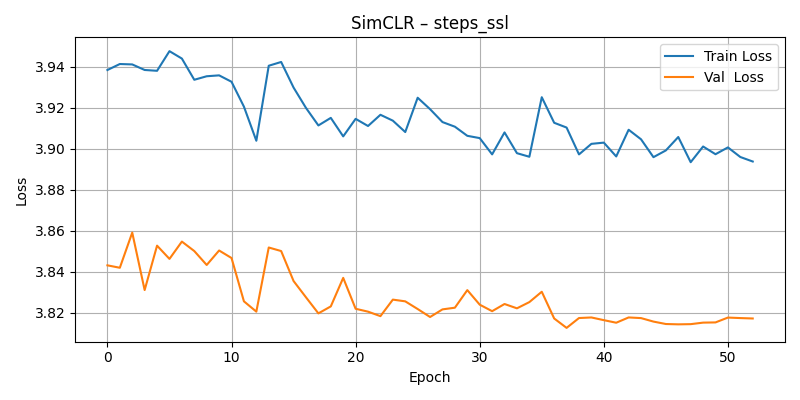 SimCLR – steps_ssl
Train Loss
Val  Loss
3.94
3.92
3.90
3.88
3.86
3.84
3.82
Loss
0
10
20
30
40
50
Epoch